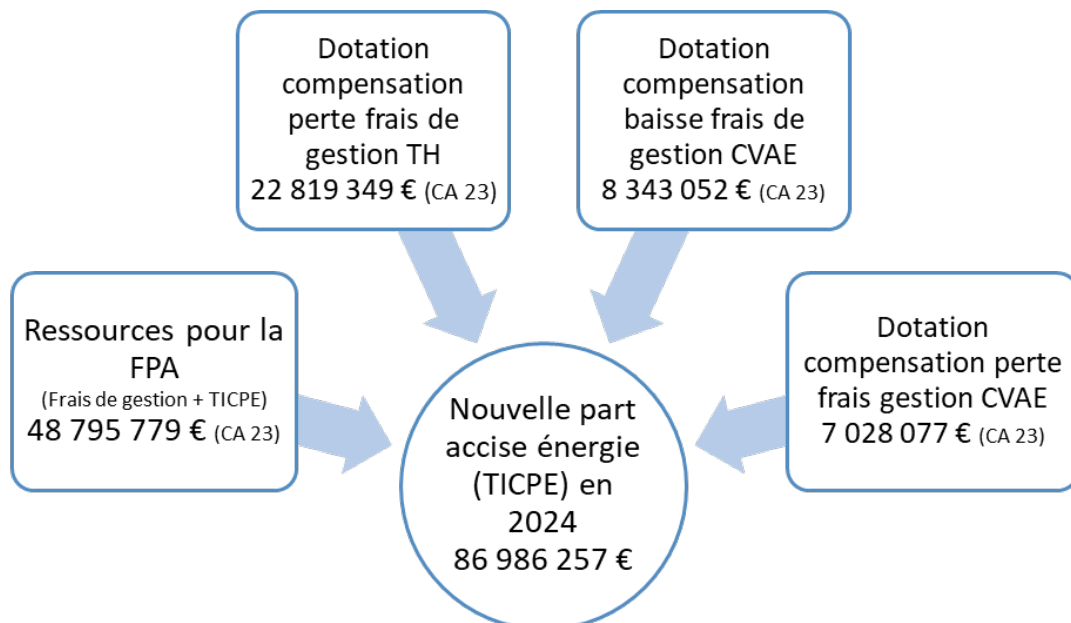 Dotation
compensation
perte frais de
gestion TH
22 819 349 € (CA 23)
Dotation
compensation
baisse frais de
gestion CVAE
8 343 052 € (CA 23)
Ressources pour la
FPA
(Frais de gestion + TICPE)
48 795 779 € (CA 23)
Dotation
compensation perte
frais gestion CVAE
7 028 077 € (CA 23)
Nouvelle part
accise énergie
(TICPE) en
2024
86 986 257 €